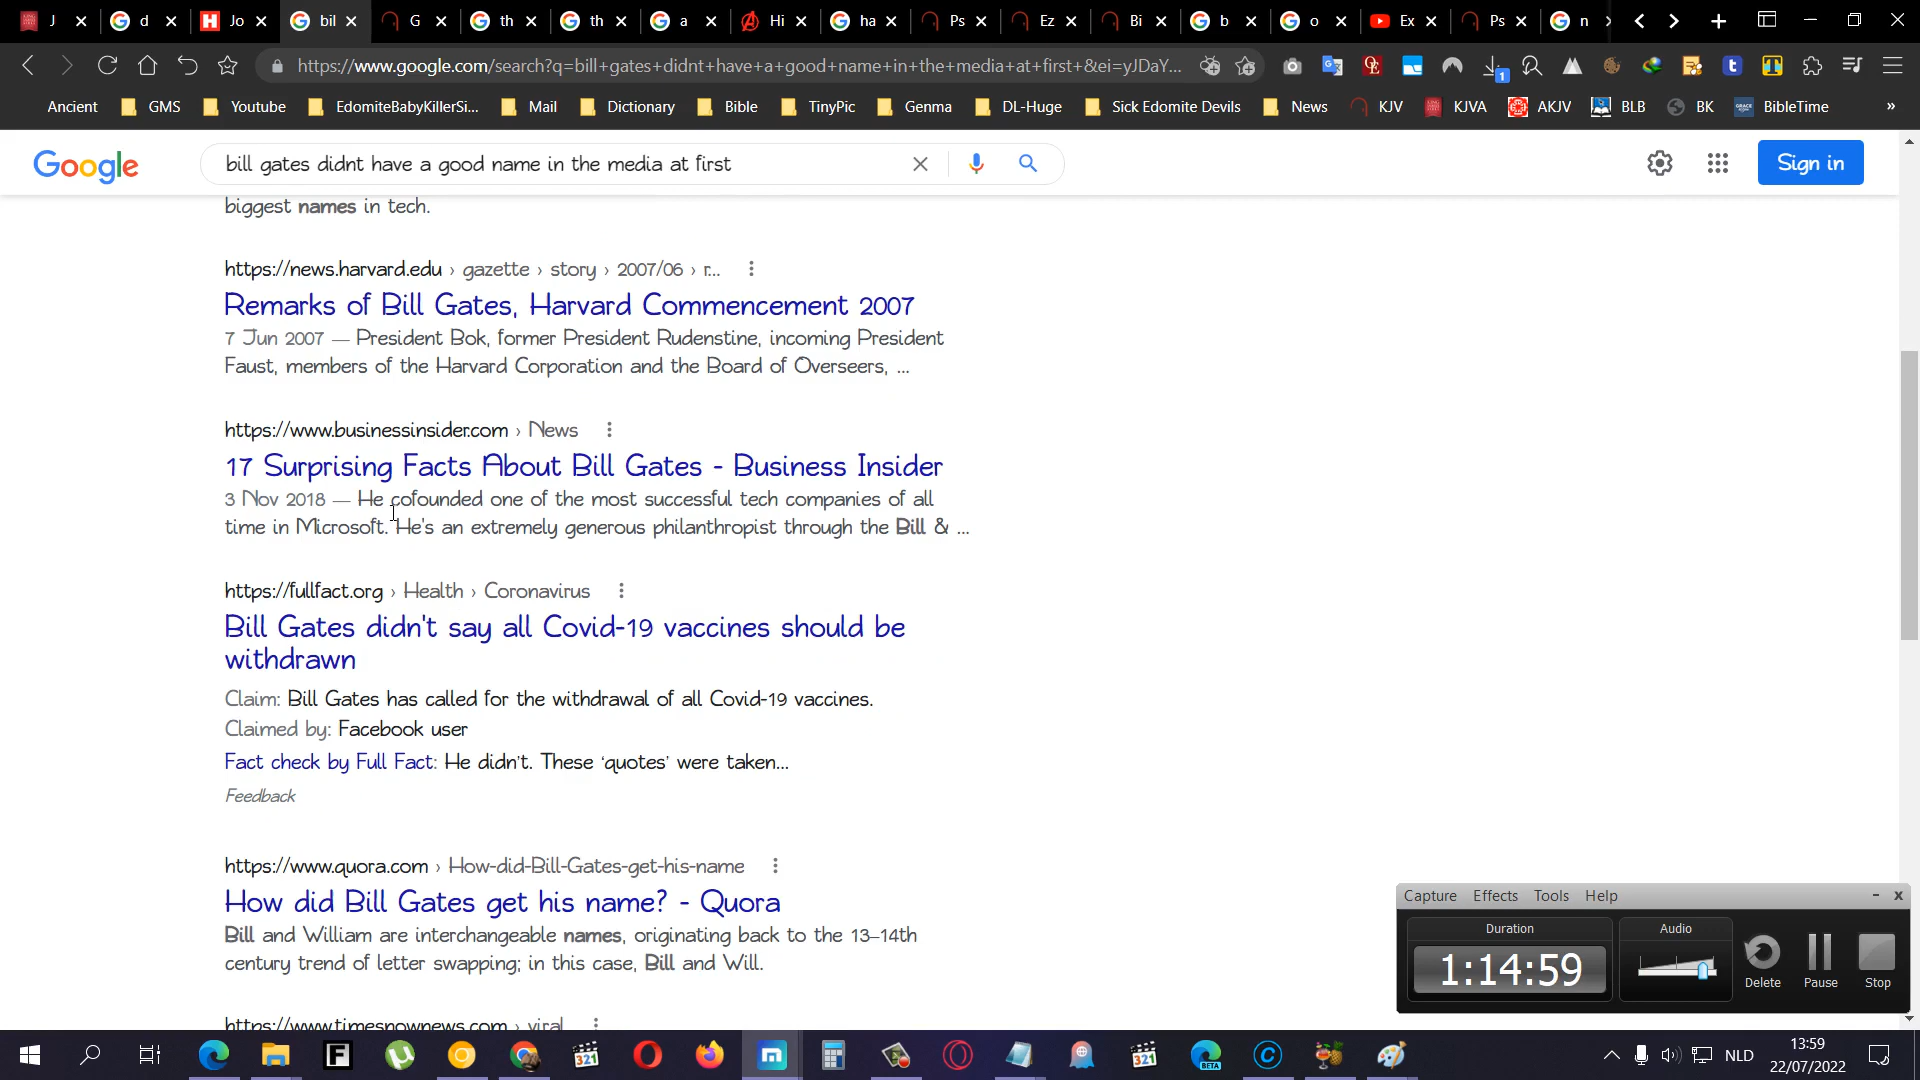 J
d
Jo
bil
G
th
th
a
Hi
ha
Ps
Ez
Bi
b
o
Ex
Ps
n
https://www.google.com/search?q=bill+gates+didnt+have+a+good+name+in+the+media+at+first+&ei=yJDaY...
Ancient
GMS
Youtube
EdomiteBabyKillerSi...
Mail
Dictionary
Bible
TinyPic
Genma
DL-Huge
Sick Edomite Devils
News
KJV
KJVA
AKJV
BLB
BK
BibleTime
»
Google
bill gates didnt have a good name in the media at first
Sign in
biggest names in tech.
https://news.harvard.edu › gazette › story › 2007/06 › r...
Remarks of Bill Gates, Harvard Commencement 2007
7 Jun 2007 — President Bok, former President Rudenstine, incoming President
Faust, members of the Harvard Corporation and the Board of Overseers, ...
https://www.businessinsider.com › News
17 Surprising Facts About Bill Gates - Business Insider
3 Nov 2018 — He cofounded one of the most successful tech companies of all
time in Microsoft. He's an extremely generous philanthropist through the Bill & ...
https://fullfact.org › Health › Coronavirus
Bill Gates didn't say all Covid-19 vaccines should be
withdrawn
Claim: Bill Gates has called for the withdrawal of all Covid-19 vaccines.
Claimed by: Facebook user
Fact check by Full Fact: He didn't. These 'quotes' were taken...
Feedback
https://www.quora.com › How-did-Bill-Gates-get-his-name
How did Bill Gates get his name? - Quora
Bill and William are interchangeable names, originating back to the 13–14th
century trend of letter swapping; in this case, Bill and Will.
https://www.timesnownews.com › viral
Capture Effects Tools Help
Duration
1:14:59
Audio
Delete
Pause
Stop
NLD
13:59
22/07/2022